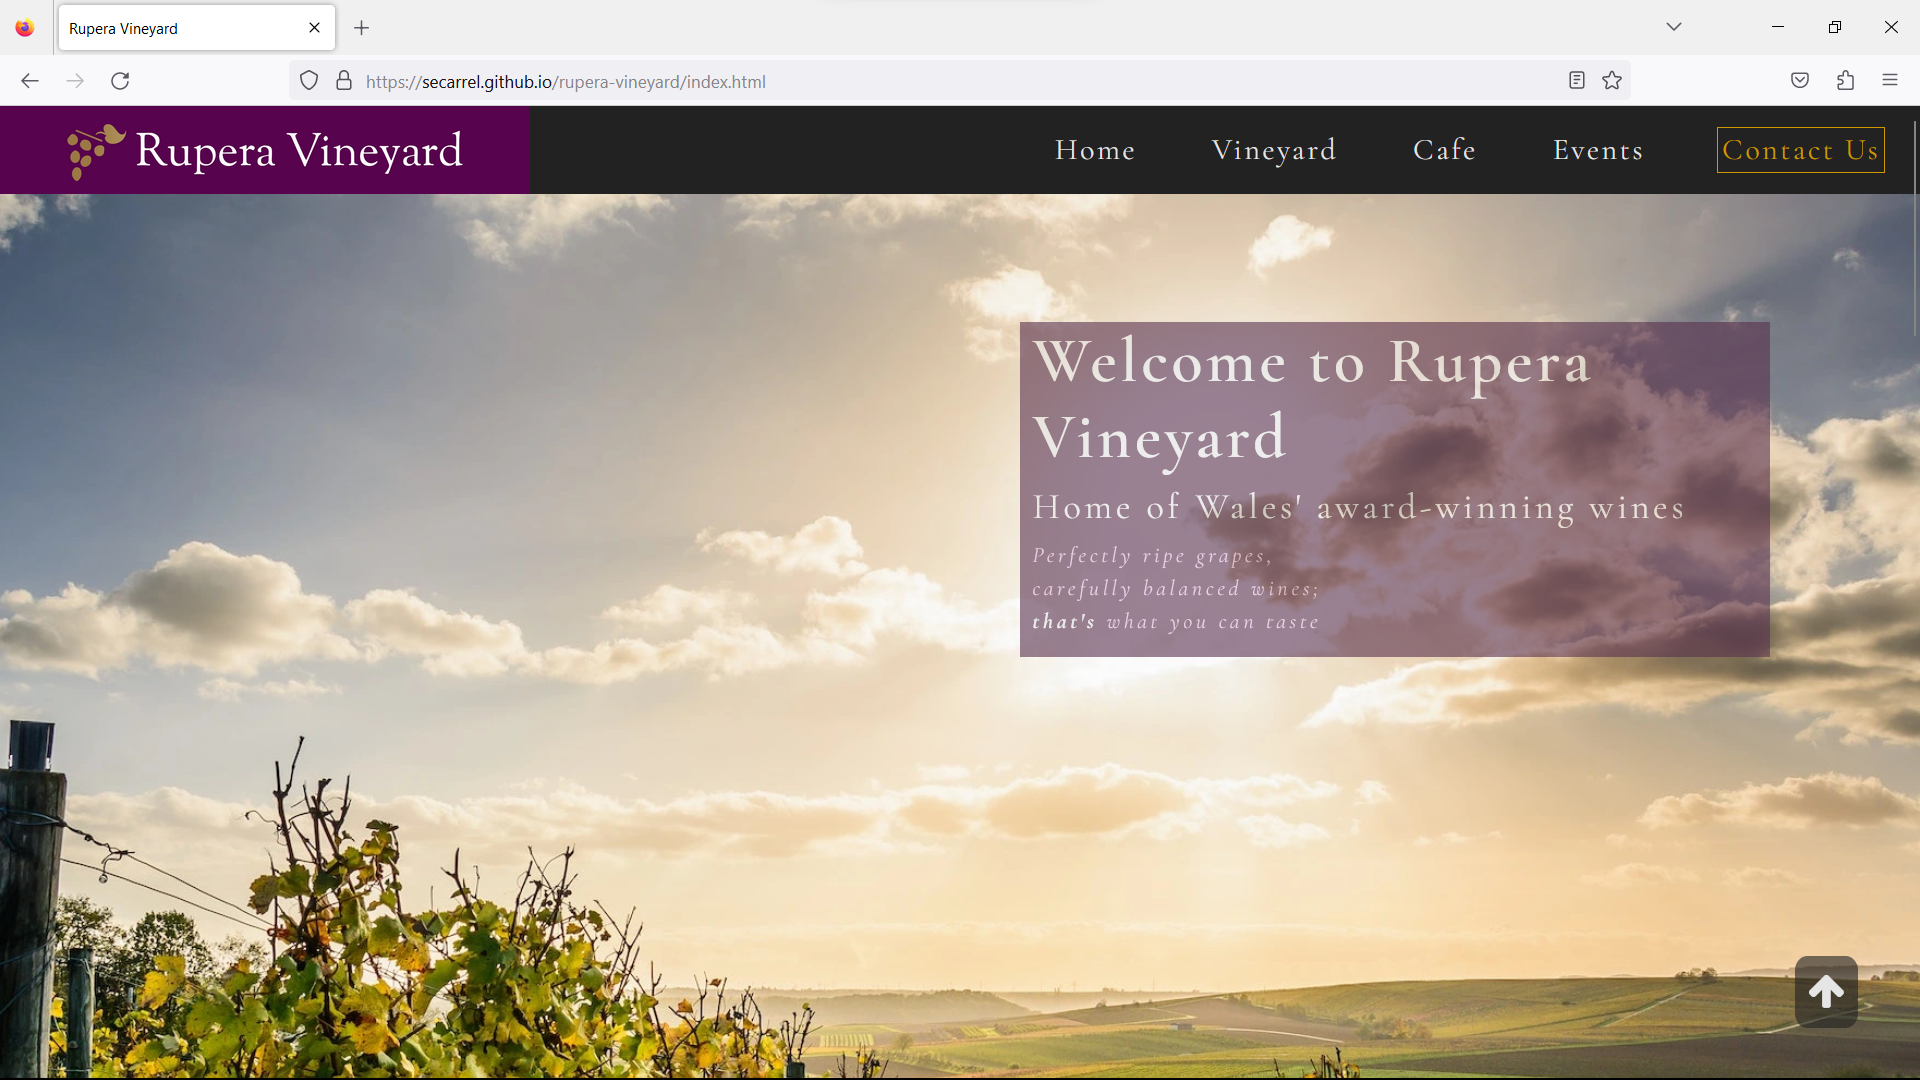 Rupera Vineyard
https://secarrel.github.io/rupera-vineyard/index.html
Rupera Vineyard
Home
Vineyard
Cafe
Events
Contact Us
Welcome to Rupera
Vineyard
Home of Wales' award-winning wines
Perfectly ripe grapes,
carefully balanced wines;
that's what you can taste